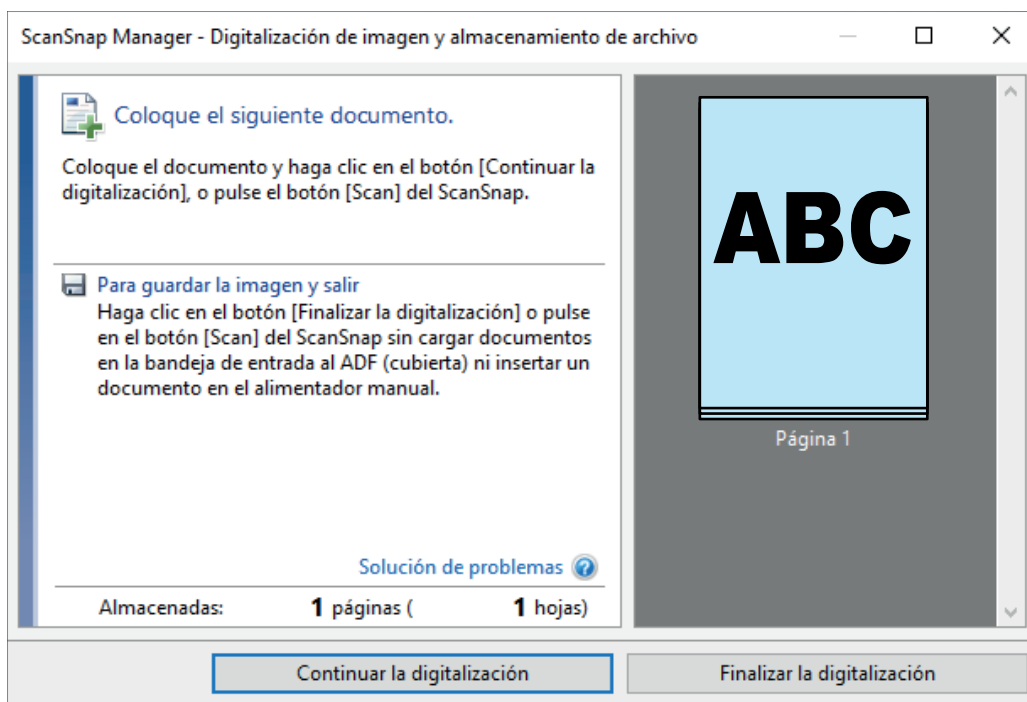 ScanSnap Manager - Digitalización de imagen y almacenamiento de archivo
Coloque el siguiente documento.
Coloque el documento y haga clic en el botón [Continuar la
digitalización], o pulse el botón [Scan] del ScanSnap.
Para guardar la imagen y salir
Haga clic en el botón [Finalizar la digitalización] o pulse
en el botón [Scan] del ScanSnap sin cargar documentos
en la bandeja de entrada al ADF (cubierta) ni insertar un
documento en el alimentador manual.
Solución de problemas ?
Almacenadas: 1 páginas ( 1 hojas)
ABC
Página 1
Continuar la digitalización
Finalizar la digitalización